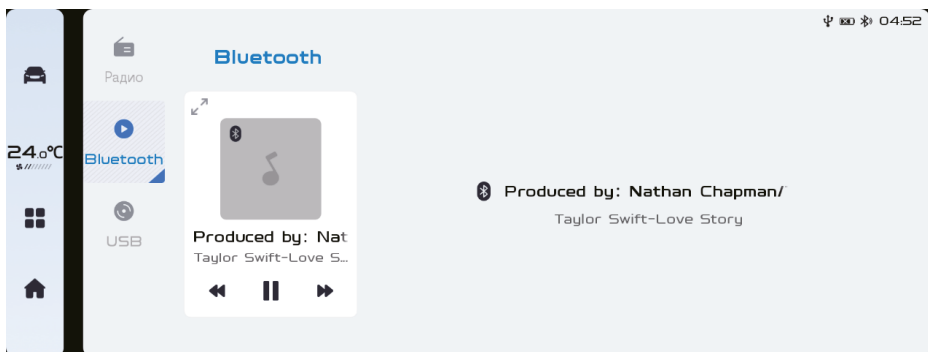 04:52
Радио
Bluetooth
24.0°C
Bluetooth
USB
Produced by: Nat
Taylor Swift-Love S...
Produced by: Nathan Chapman/
Taylor Swift-Love Story